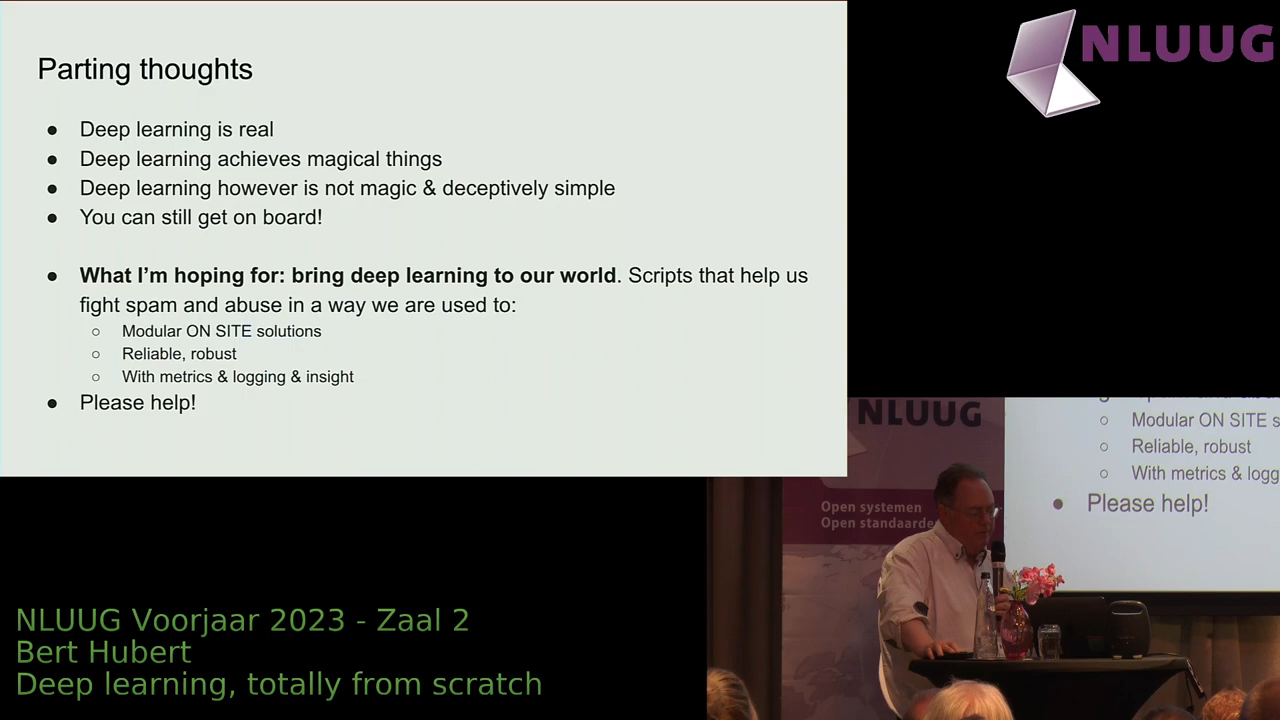 Parting thoughts
● Deep learning is real
● Deep learning achieves magical things
● Deep learning however is not magic & deceptively simple
● You can still get on board!
● What I’m hoping for: bring deep learning to our world. Scripts that help us
fight spam and abuse in a way we are used to:
○ Modular ON SITE solutions
○ Reliable, robust
○ With metrics & logging & insight
● Please help!
NLUUG
NLUUG
Open systemen
Open standaarde
○ Modular ON SITE s
○ Reliable, robust
○ With metrics & logg
● Please help!
NLUUG Voorjaar 2023 - Zaal 2
Bert Hubert
Deep learning, totally from scratch